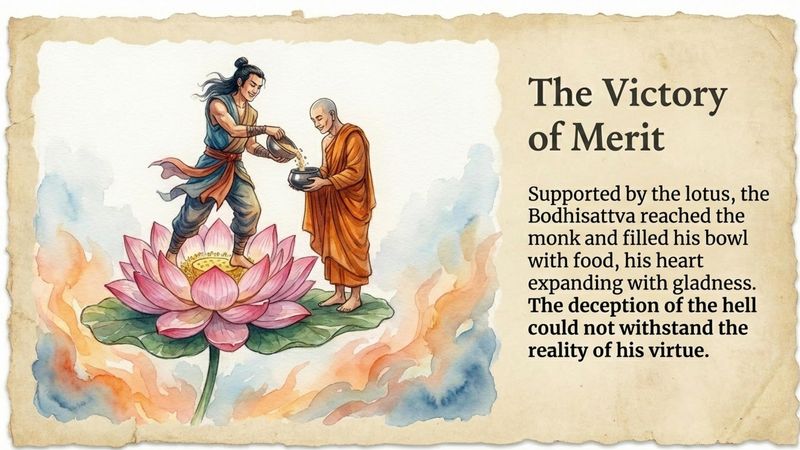 The Victory
of Merit
Supported by the lotus, the
Bodhisattva reached the
monk and filled his bowl
with food, his heart
expanding with gladness.
The deception of the hell
could not withstand the
reality of his virtue.